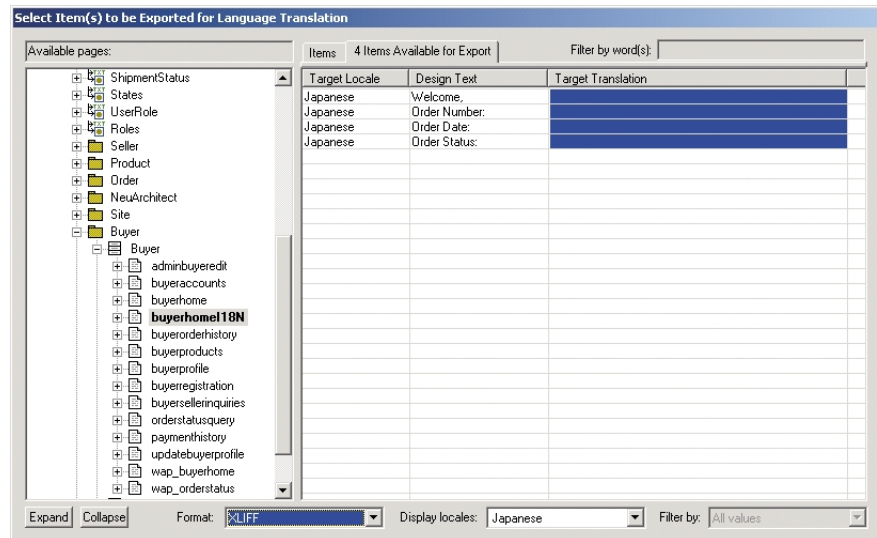 Select Item(s) to be Exported for Language Translation
Available pages:
ShipmentStatus
States
UserRole
Roles
Seller
Product
Order
NeuArchitect
Site
Buyer
Buyer
adminbuyeredit
buyeraccounts
buyerhome
buyerhomeI18N
buyerorderhistory
buyerproducts
buyerprofile
buyerregistration
buyersellerinquiries
orderstatusquery
paymenthistory
updatebuyerprofile
wap_buyerhome
wap_orderstatus
Items 4 Items Available for Export Filter by word(s):
Target Locale Design Text Target Translation
Japanese Welcome,
Japanese Order Number:
Japanese Order Date:
Japanese Order Status:
Expand Collapse Format: XLIFF Display locales: Japanese Filter by: All values